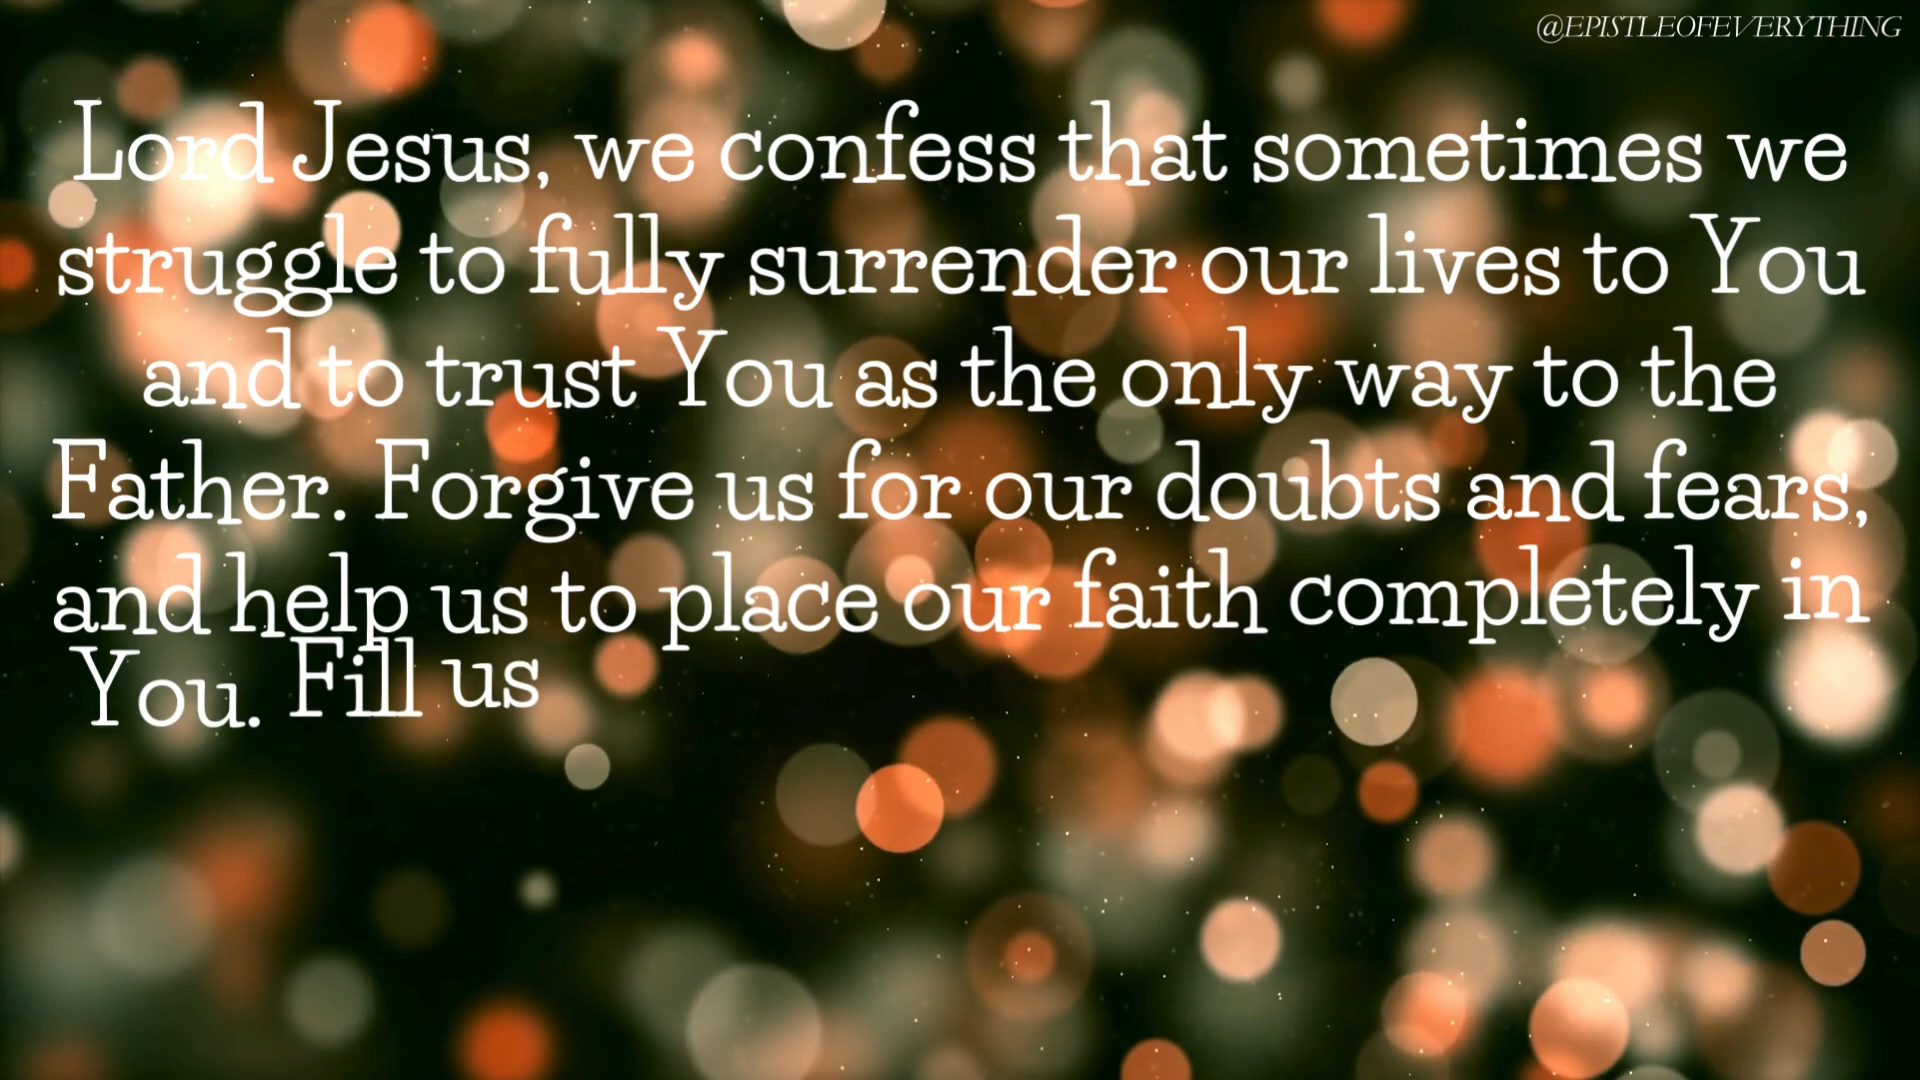 @EPISTLEOFEVERYTHING
Lord Jesus, we confess that sometimes we
struggle to fully surrender our lives to You
and to trust You as the only way to the
Father. Forgive us for our doubts and fears,
and help us to place our faith completely in
You. Fill us